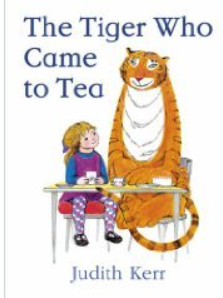 The Tiger Who
Came
to Tea
Judith Kerr